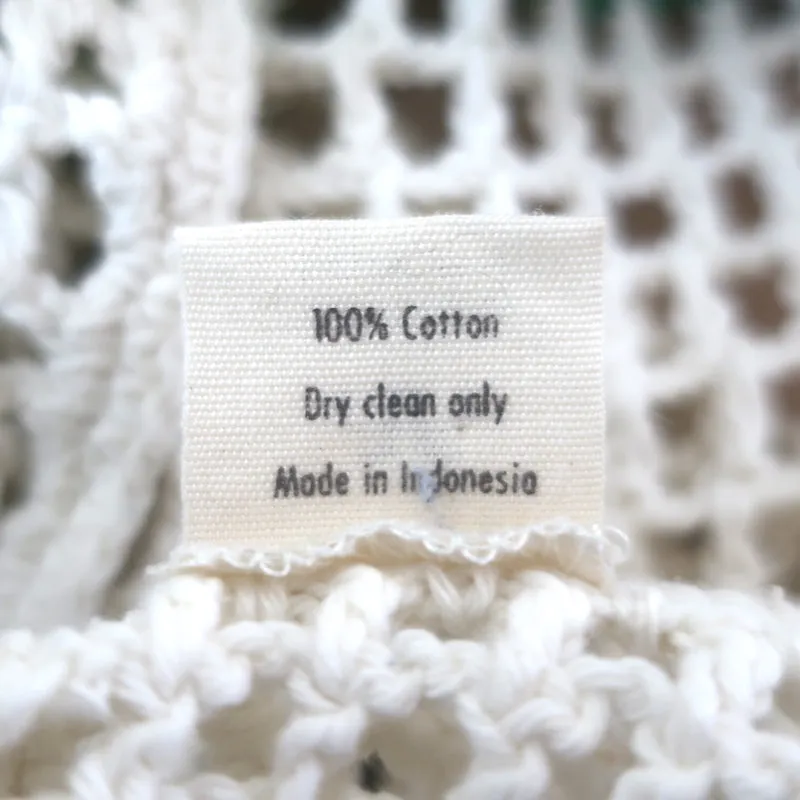 100% Cotton
Dry clean only
Made in Indonesia